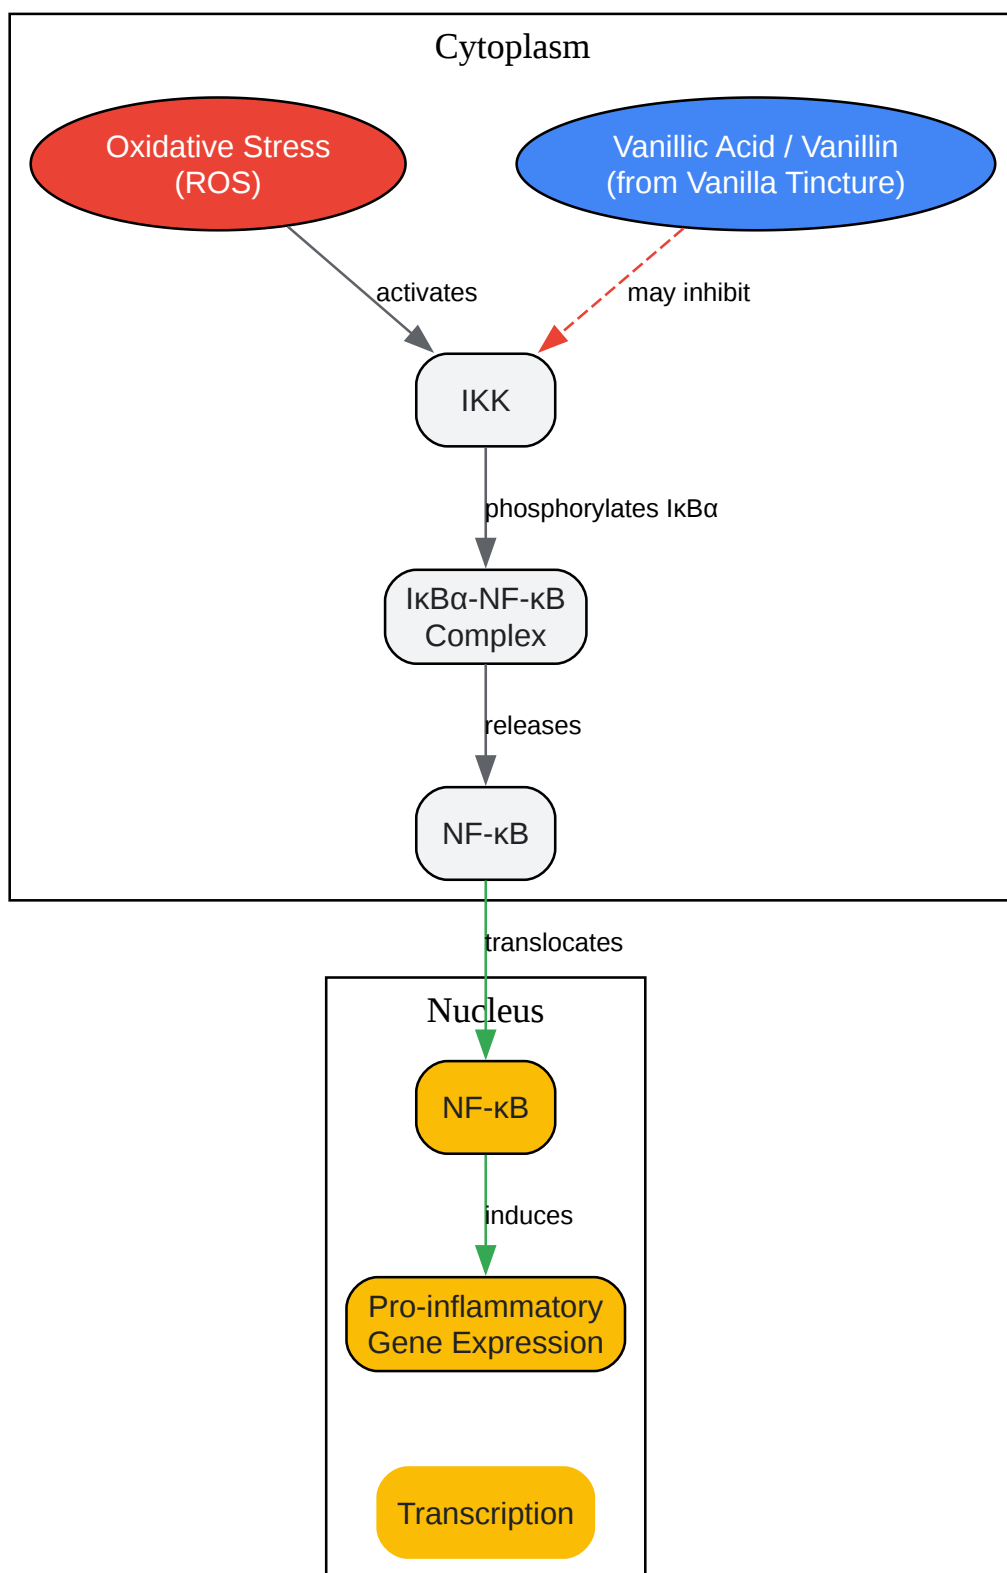 Cytoplasm
Oxidative Stress
(ROS)
Vanillic Acid / Vanillin
(from Vanilla Tincture)
activates
may inhibit
IKK
phosphorylates IκBα
IκBα-NF-κB
Complex
releases
NF-κB
translocates
Nucleus
NF-κB
induces
Pro-inflammatory
Gene Expression
Transcription